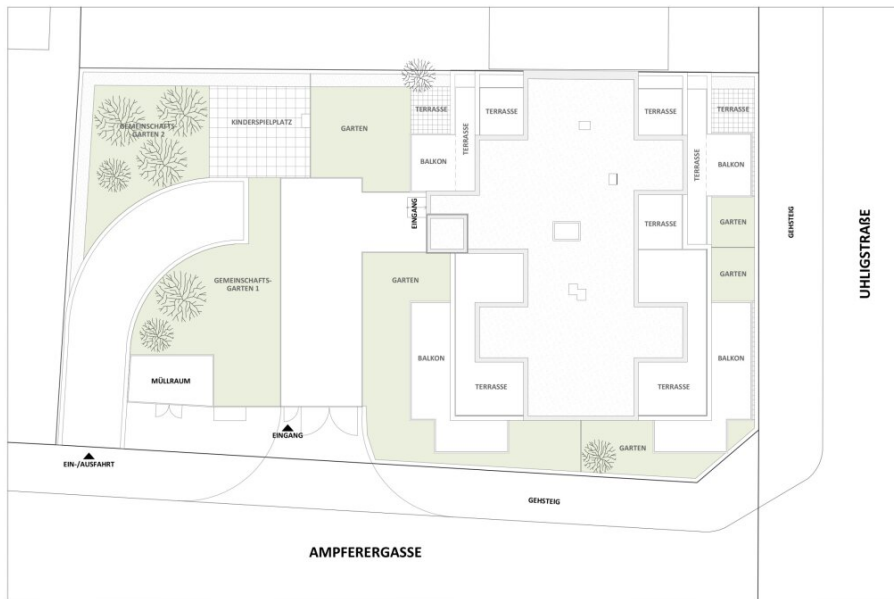 GEMEINSCHAFTS
GARTEN 2
KINDERSPIELPLATZ
GARTEN
TERRASSE
BALKON
TERRASSE
TERRASSE
TERRASSE
TERRASSE
TERRASSE
BALKON
EINGANG
TERRASSE
GARTEN
GEHSTEIG
UHLIGSTRAßE
GEMEINSCHAFTS-
GARTEN 1
GARTEN
GARTEN
BALKON
BALKON
MÜLLRAUM
TERRASSE
TERRASSE
EINGANG
GARTEN
EIN-/AUSFAHRT
GEHSTEIG
AMPFERERGASSE